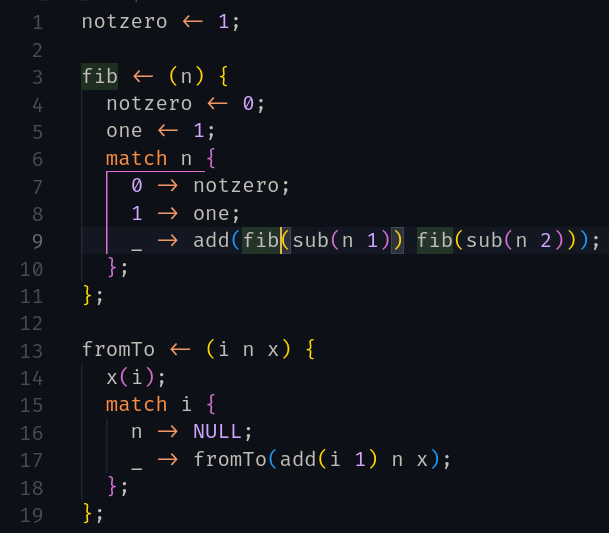 1 notzero <- 1;
2
3 fib <- (n) {
4 notzero <- 0;
5 one <- 1;
6 match n {
7 0 -> notzero;
8 1 -> one;
9 _ -> add(fib(sub(n 1)) fib(sub(n 2)));
10 };
11 };
12
13 fromTo <- (i n x) {
14 x(i);
15 match i {
16 n -> NULL;
17 _ -> fromTo(add(i 1) n x);
18 };
19 };